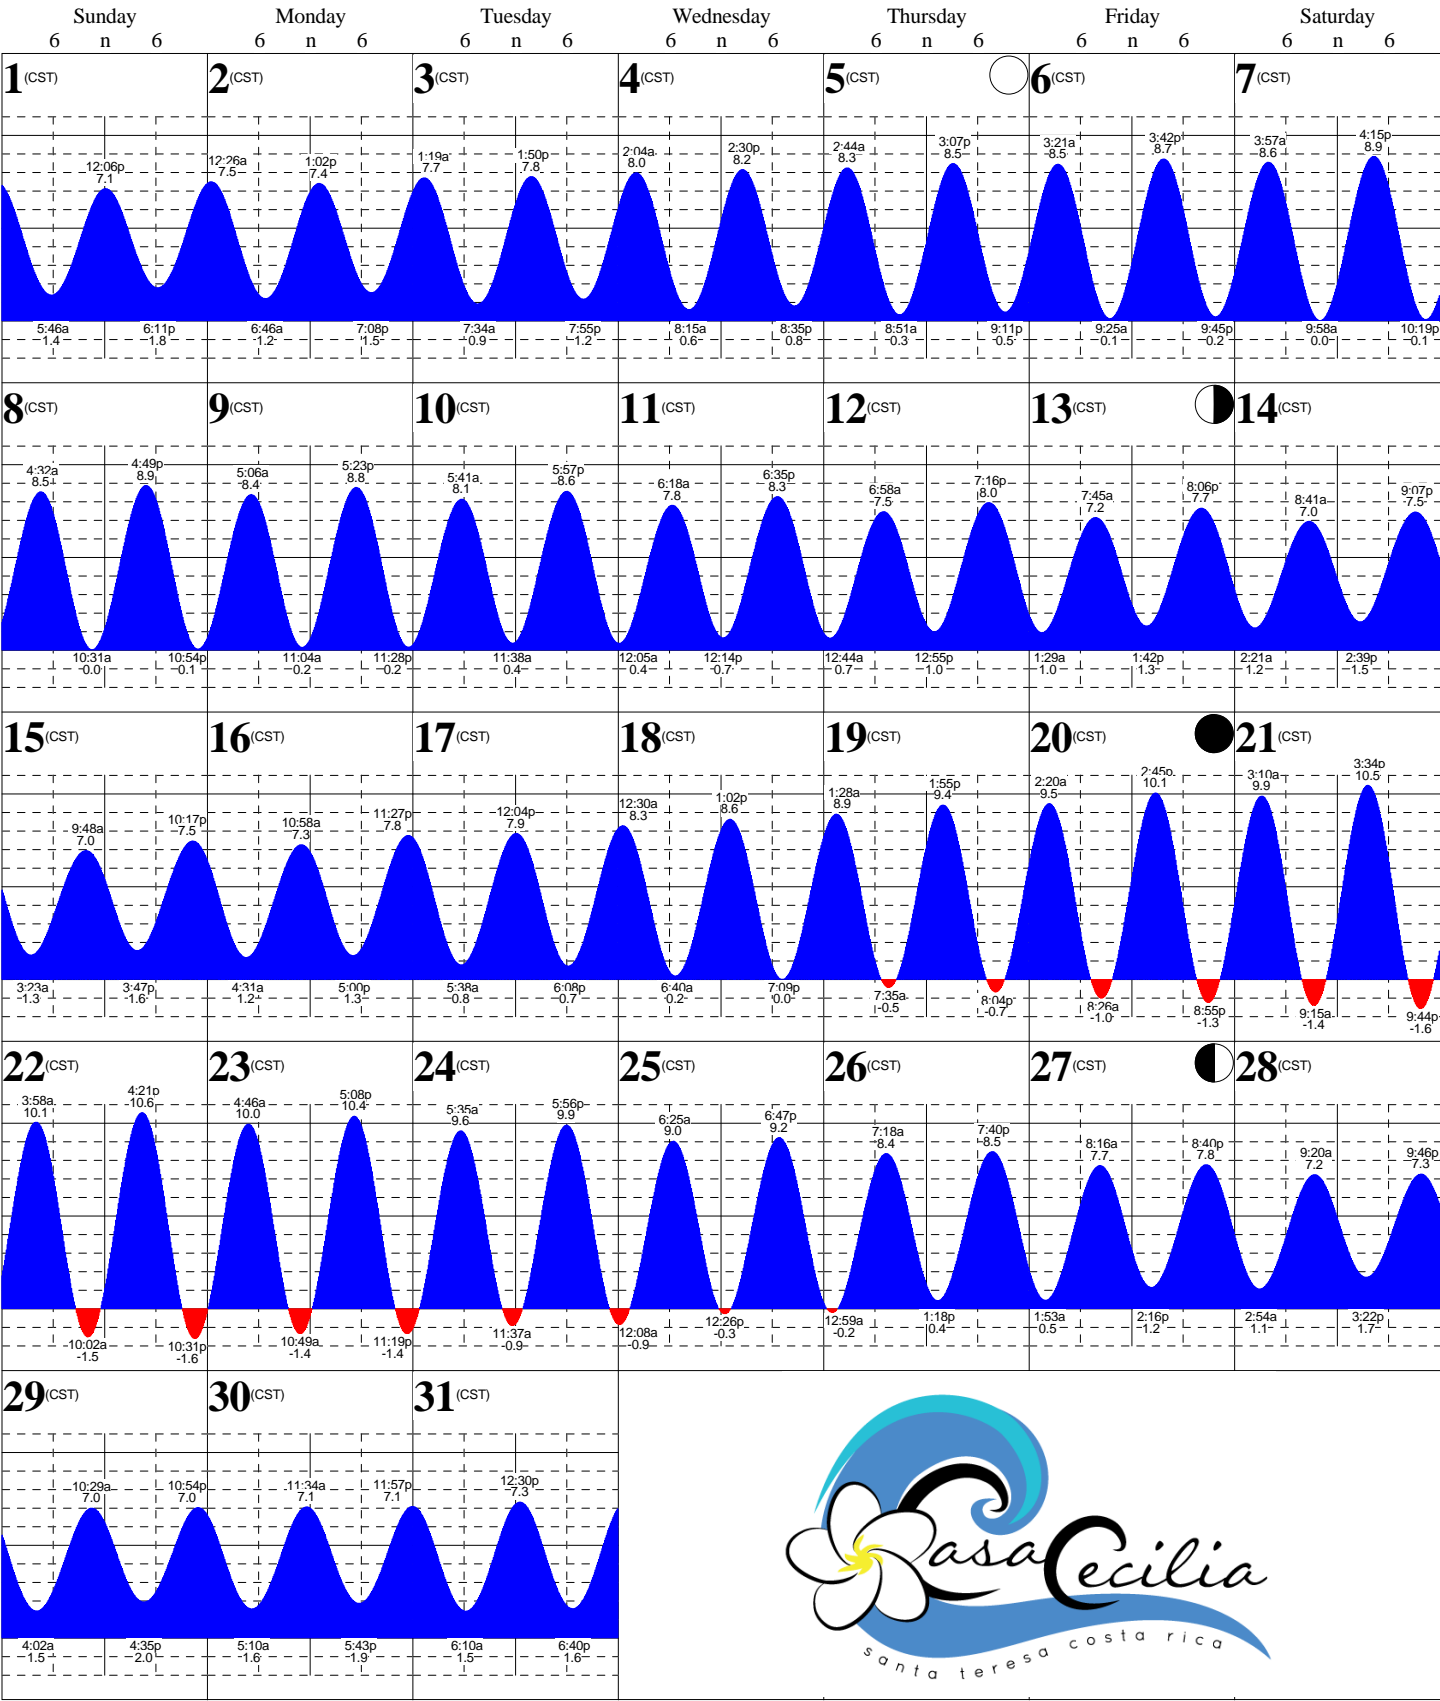 Sunday Monday Tuesday Wednesday Thursday Friday Saturday
6 n 6 6 n 6 6 n 6 6 n 6 6 n 6 6 n 6 6 n 6
1(CST) 2(CST) 3(CST) 4(CST) 5(CST) 6(CST) 7(CST)
12:06p 12:26a 1:02p 1:19a 1:50p 2:04a 2:30p 2:44a 3:07p 3:21a 3:42p 3:57a 4:15p
7.1 7.5 7.4 7.7 7.8 8.0 8.2 8.3 8.5 8.5 8.7 8.6 8.9
5:46a 6:11p 6:46a 7:08p 7:34a 7:55p 8:15a 8:35p 8:51a 9:11p 9:25a 9:45p 9:58a 10:19p
1.4 1.8 1.2 1.5 0.9 1.2 0.6 0.8 0.3 0.5 0.1 0.2 0.0 0.1
8(CST) 9(CST) 10(CST) 11(CST) 12(CST) 13(CST) 14(CST)
4:32a 4:49p 5:06a 5:23p 5:41a 5:57p 6:18a 6:35p 6:58a 7:16p 7:45a 8:06p 8:41a 9:07p
8.5 8.9 8.4 8.8 8.1 8.6 7.8 8.3 7.5 8.0 7.2 7.7 7.0 7.5
10:31a 10:54p 11:04a 11:28p 11:38a 12:05a 12:14p 12:44a 12:55p 1:29a 1:42p 2:21a 2:39p
0.0 0.1 0.2 0.2 0.4 0.4 0.7 0.7 1.0 1.0 1.3 1.2 1.5
15(CST) 16(CST) 17(CST) 18(CST) 19(CST) 20(CST) 21(CST)
9:48a 10:17p 10:58a 11:27p 12:04p 12:30a 1:02p 1:28a 1:55p 2:20a 2:45p 3:10a 3:34p
7.0 7.5 7.3 7.8 7.9 8.3 8.6 8.9 9.4 9.5 10.1 9.9 10.5
3:23a 3:47p 4:31a 5:00p 5:38a 6:08p 6:40a 7:09p 7:35a 8:04p 8:26a 8:55p 9:15a 9:44p
1.3 1.6 1.2 1.3 0.8 0.7 0.2 0.0 -0.5 -0.7 -1.0 -1.3 -1.4 -1.6
22(CST) 23(CST) 24(CST) 25(CST) 26(CST) 27(CST) 28(CST)
3:58a 4:21p 4:46a 5:08p 5:35a 5:56p 6:25a 6:47p 7:18a 7:40p 8:16a 8:40p 9:20a 9:46p
10.1 10.6 10.0 10.4 9.6 9.9 9.0 9.2 8.4 8.5 7.7 7.8 7.2 7.3
10:02a 10:31p 10:49a 11:19p 11:37a 12:08a 12:26p 12:59a 1:18p 1:53a 2:16p 2:54a 3:22p
-1.5 -1.6 -1.4 -1.4 -0.9 -0.9 -0.3 -0.2 0.4 0.5 1.2 1.1 1.7
29(CST) 30(CST) 31(CST)
10:29a 10:54p 11:34a 11:57p 12:30p
7.0 7.0 7.1 7.1 7.3
4:02a 4:35p 5:10a 5:43p 6:10a 6:40p
1.5 2.0 1.6 1.9 1.5 1.6
Casa Cecilia
santa teresa costa rica